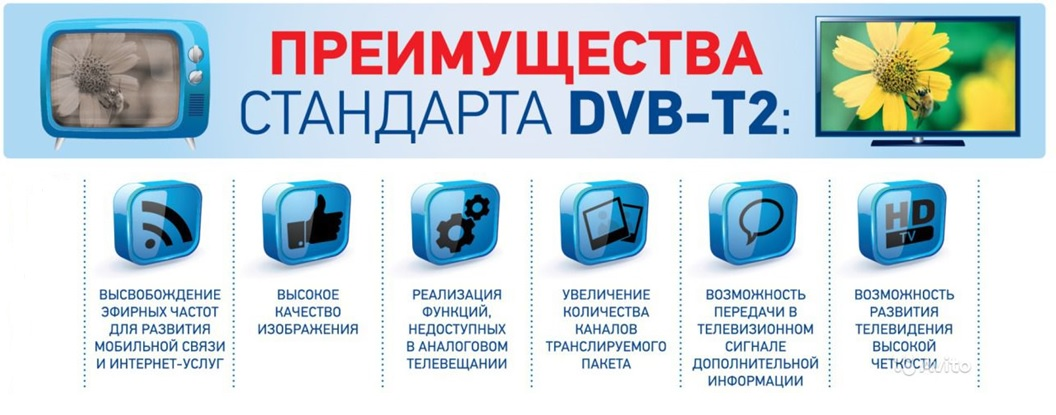 ПРЕИМУЩЕСТВА
СТАНДАРТА DVB-T2:
ВЫСВОБОЖДЕНИЕ
ЭФИРНЫХ ЧАСТОТ
ДЛЯ РАЗВИТИЯ
МОБИЛЬНОЙ СВЯЗИ
И ИНТЕРНЕТ-УСЛУГ
ВЫСОКОЕ
КАЧЕСТВО
ИЗОБРАЖЕНИЯ
РЕАЛИЗАЦИЯ
ФУНКЦИЙ,
НЕДОСТУПНЫХ
В АНАЛОГОВОМ
ТЕЛЕВЕЩАНИИ
УВЕЛИЧЕНИЕ
КОЛИЧЕСТВА
КАНАЛОВ
ТРАНСЛИРУЕМОГО
ПАКЕТА
ВОЗМОЖНОСТЬ
ПЕРЕДАЧИ В
ТЕЛЕВИЗИОННОМ
СИГНАЛЕ
ДОПОЛНИТЕЛЬНОЙ
ИНФОРМАЦИИ
HD
TV
ВОЗМОЖНОСТЬ
РАЗВИТИЯ
ТЕЛЕВИДЕНИЯ
ВЫСОКОЙ
ЧЕТКОСТИ
Avito